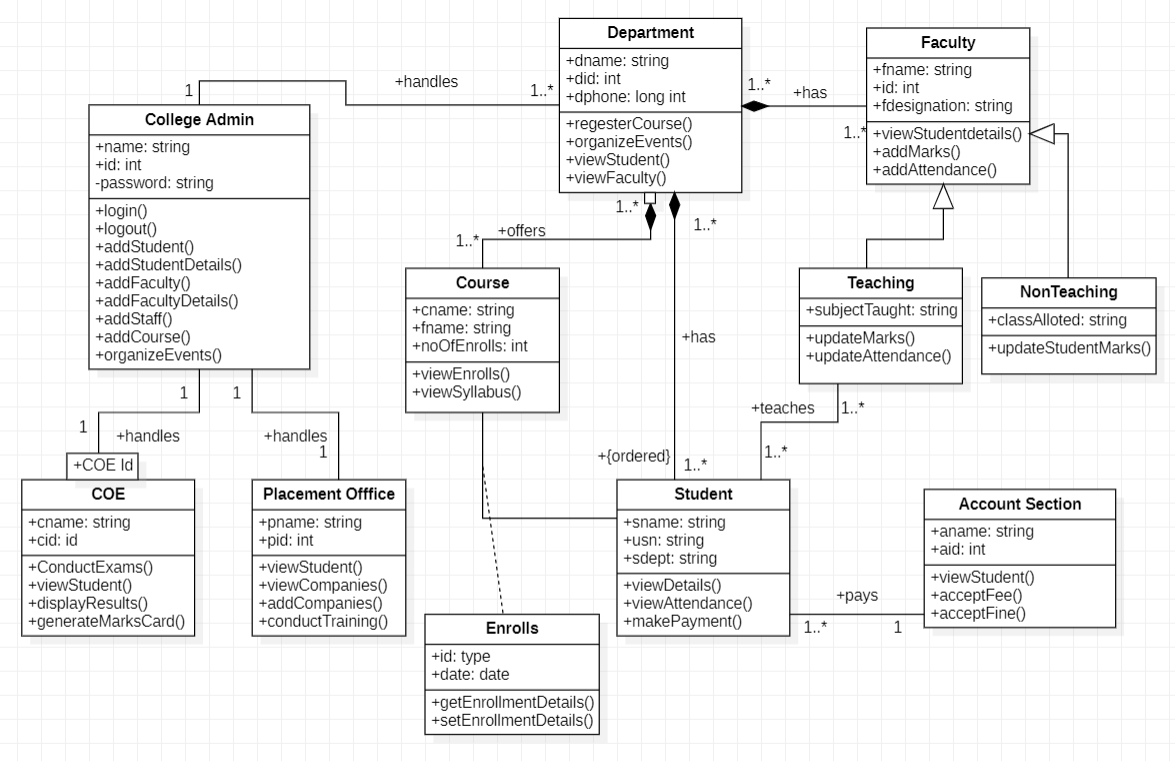 Department
+dname: string
+did: int
+dphone: long int
+regesterCourse()
+organizeEvents()
+viewStudent()
+viewFaculty()
Faculty
+fname: string
+id: int
+fdesignation: string
+viewStudentdetails()
+addMarks()
+addAttendance()
1
+handles
1..*
1..*
+has
1..*
College Admin
+name: string
+id: int
-password: string
+login()
+logout()
+addStudent()
+addStudentDetails()
+addFaculty()
+addFacultyDetails()
+addStaff()
+addCourse()
+organizeEvents()
1..*
+offers
1..*
1..*
+has
+{ordered}
1..*
Course
+cname: string
+fname: string
+noOfEnrolls: int
+viewEnrolls()
+viewSyllabus()
Teaching
+subjectTaught: string
+updateMarks()
+updateAttendance()
NonTeaching
+classAlloted: string
+updateStudentMarks()
1
1
1
+handles
+handles
1
+teaches
1..*
1..*
+COE Id
COE
+cname: string
+cid: id
+ConductExams()
+viewStudent()
+displayResults()
+generateMarksCard()
Placement Offfice
+pname: string
+pid: int
+viewStudent()
+viewCompanies()
+addCompanies()
+conductTraining()
Student
+sname: string
+usn: string
+sdept: string
+viewDetails()
+viewAttendance()
+makePayment()
Account Section
+aname: string
+aid: int
+viewStudent()
+acceptFee()
+acceptFine()
+pays
1..*
1
Enrolls
+id: type
+date: date
+getEnrollmentDetails()
+setEnrollmentDetails()